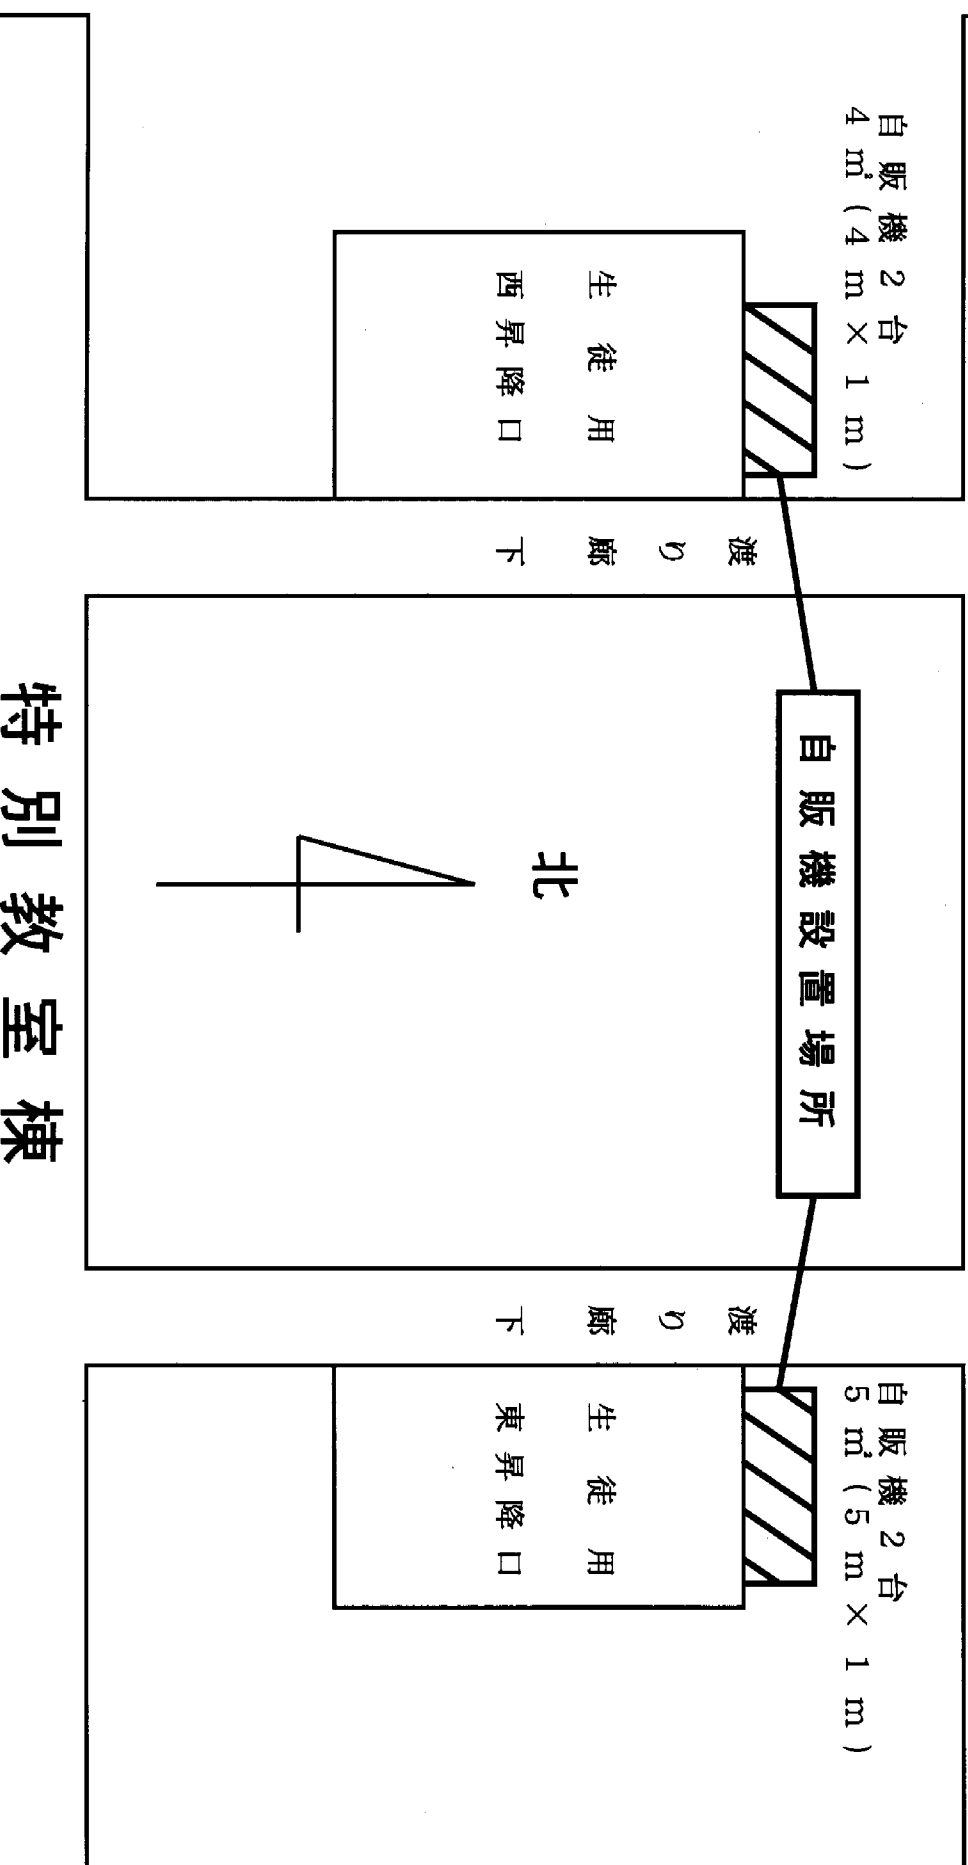 自販機2台
4㎡(4m×1m)
自販機2台
5㎡(5m×1m)
自販機設置場所
渡り廊下
渡り廊下
生徒用
西昇降口
北
生徒用
東昇降口
特別教室棟